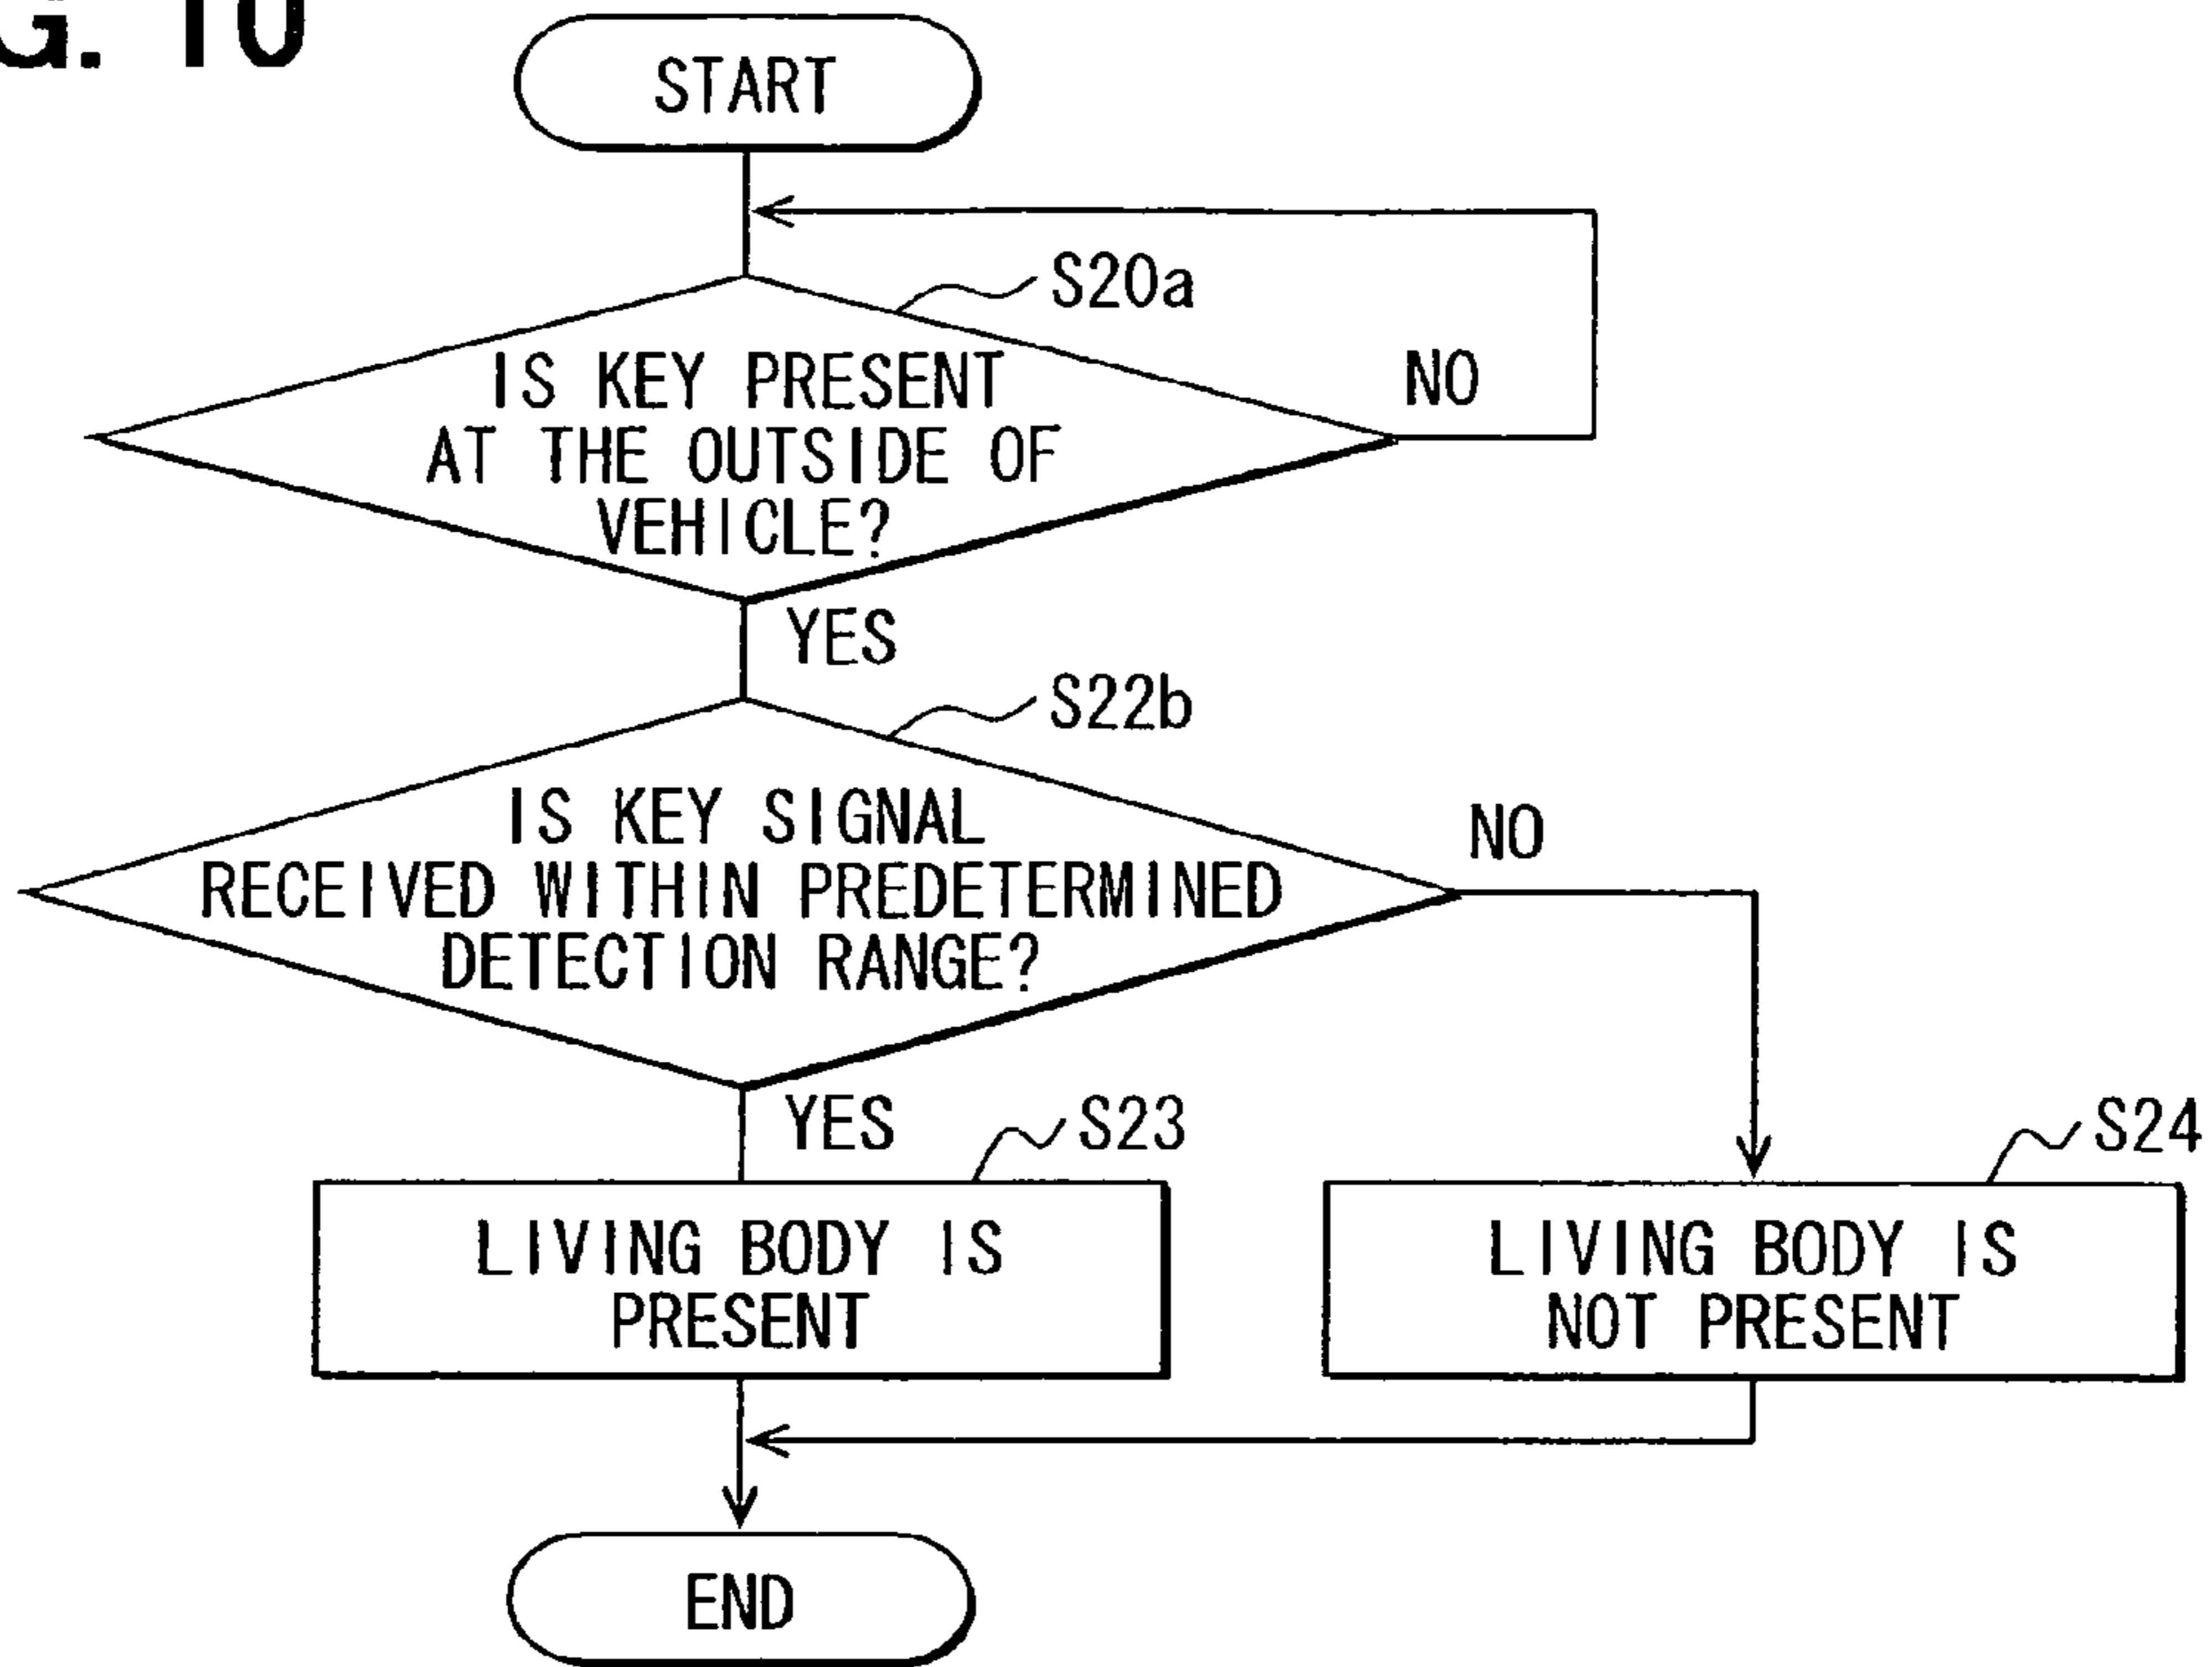 G. 10
START
S20a
IS KEY PRESENT
AT THE OUTSIDE OF
VEHICLE?
NO
YES
S22b
IS KEY SIGNAL
RECEIVED WITHIN PREDETERMINED
DETECTION RANGE?
NO
YES
S23
S24
LIVING BODY IS
PRESENT
LIVING BODY IS
NOT PRESENT
END